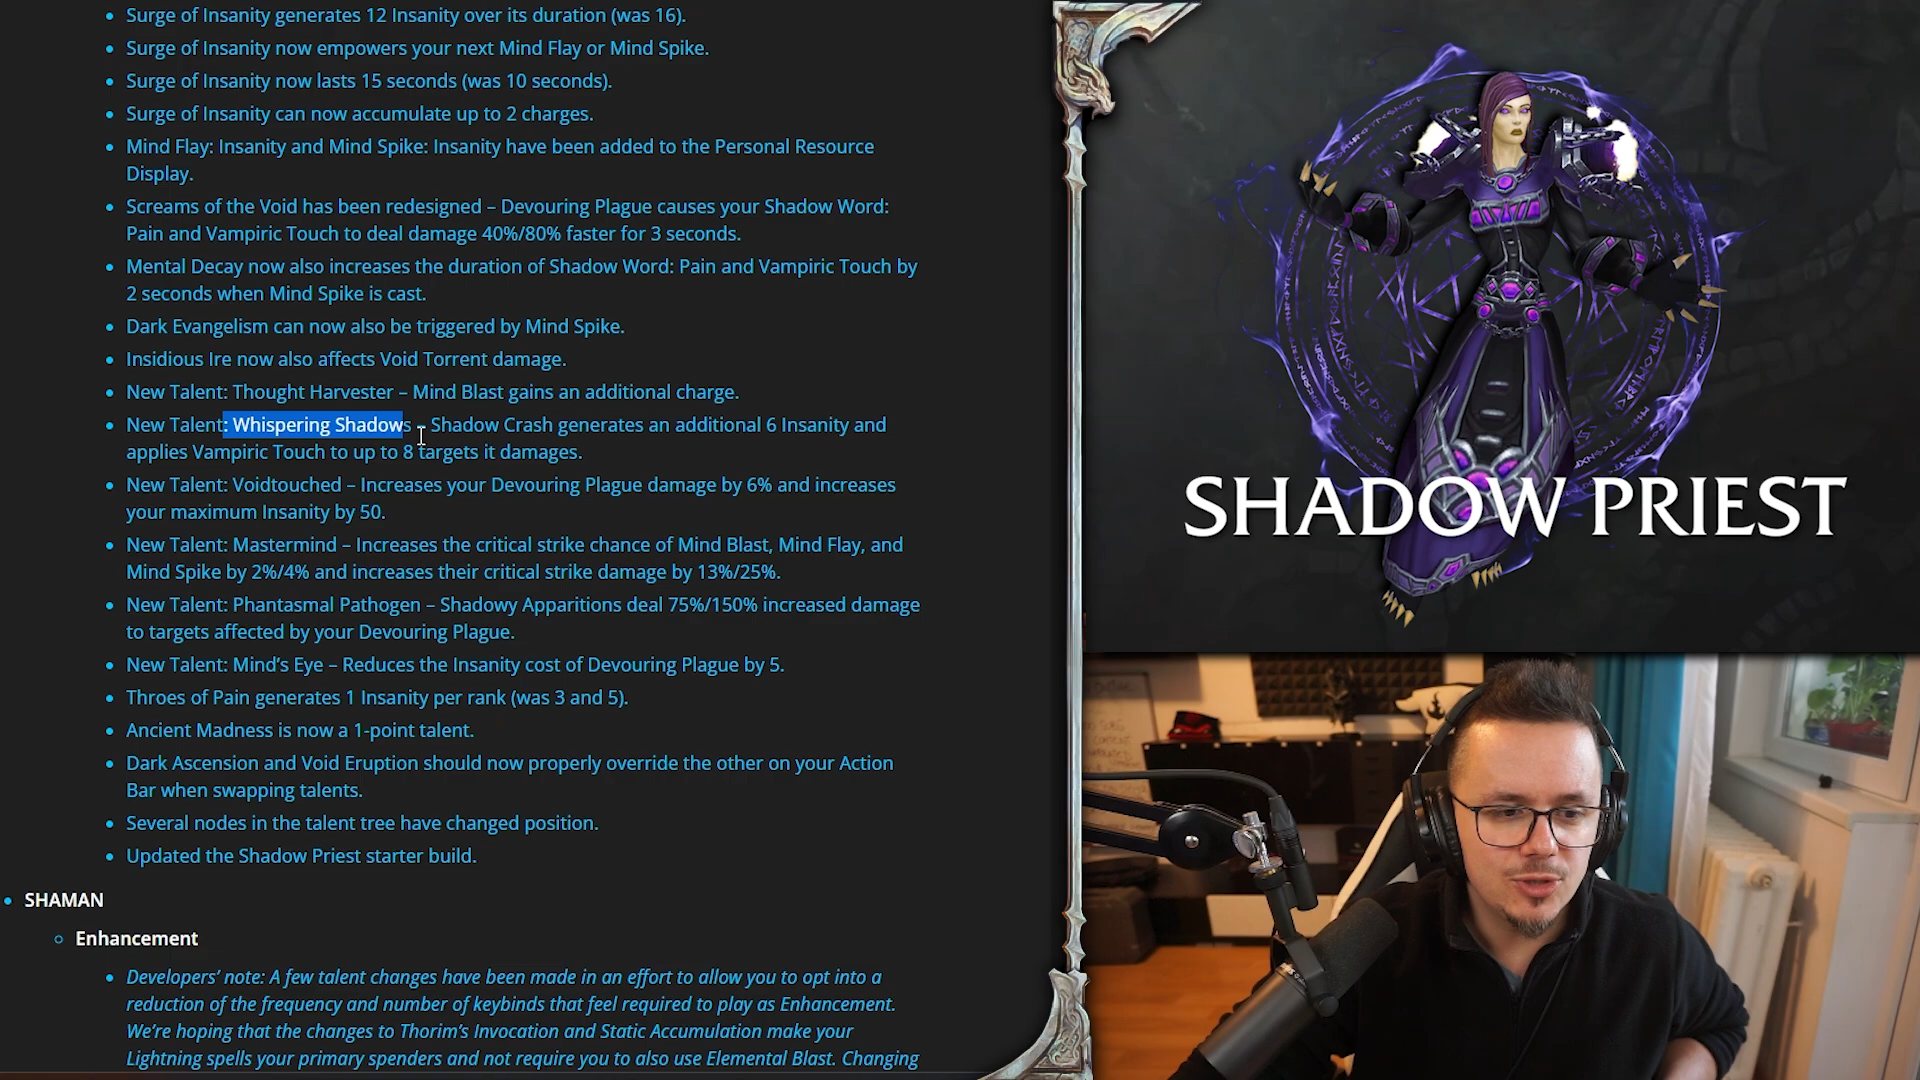 Surge of Insanity generates 12 Insanity over its duration (was 16).
Surge of Insanity now empowers your next Mind Flay or Mind Spike.
Surge of Insanity now lasts 15 seconds (was 10 seconds).
Surge of Insanity can now accumulate up to 2 charges.
Mind Flay: Insanity and Mind Spike: Insanity have been added to the Personal Resource
Display.
Screams of the Void has been redesigned – Devouring Plague causes your Shadow Word:
Pain and Vampiric Touch to deal damage 40%/80% faster for 3 seconds.
Mental Decay now also increases the duration of Shadow Word: Pain and Vampiric Touch by
2 seconds when Mind Spike is cast.
Dark Evangelism can now also be triggered by Mind Spike.
Insidious Ire now also affects Void Torrent damage.
New Talent: Thought Harvester – Mind Blast gains an additional charge.
New Talent: Whispering Shadows – Shadow Crash generates an additional 6 Insanity and
applies Vampiric Touch to up to 8 targets it damages.
New Talent: Voidtouched – Increases your Devouring Plague damage by 6% and increases
your maximum Insanity by 50.
New Talent: Mastermind – Increases the critical strike chance of Mind Blast, Mind Flay, and
Mind Spike by 2%/4% and increases their critical strike damage by 13%/25%.
New Talent: Phantasmal Pathogen – Shadowy Apparitions deal 75%/150% increased damage
to targets affected by your Devouring Plague.
New Talent: Mind's Eye – Reduces the Insanity cost of Devouring Plague by 5.
Throes of Pain generates 1 Insanity per rank (was 3 and 5).
Ancient Madness is now a 1-point talent.
Dark Ascension and Void Eruption should now properly override the other on your Action
Bar when swapping talents.
Several nodes in the talent tree have changed position.
Updated the Shadow Priest starter build.
SHAMAN
Enhancement
Developers' note: A few talent changes have been made in an effort to allow you to opt into a
reduction of the frequency and number of keybinds that feel required to play as Enhancement.
We're hoping that the changes to Thorim's Invocation and Static Accumulation make your
Lightning spells your primary spenders and not require you to also use Elemental Blast. Changing
SHADOW PRIEST